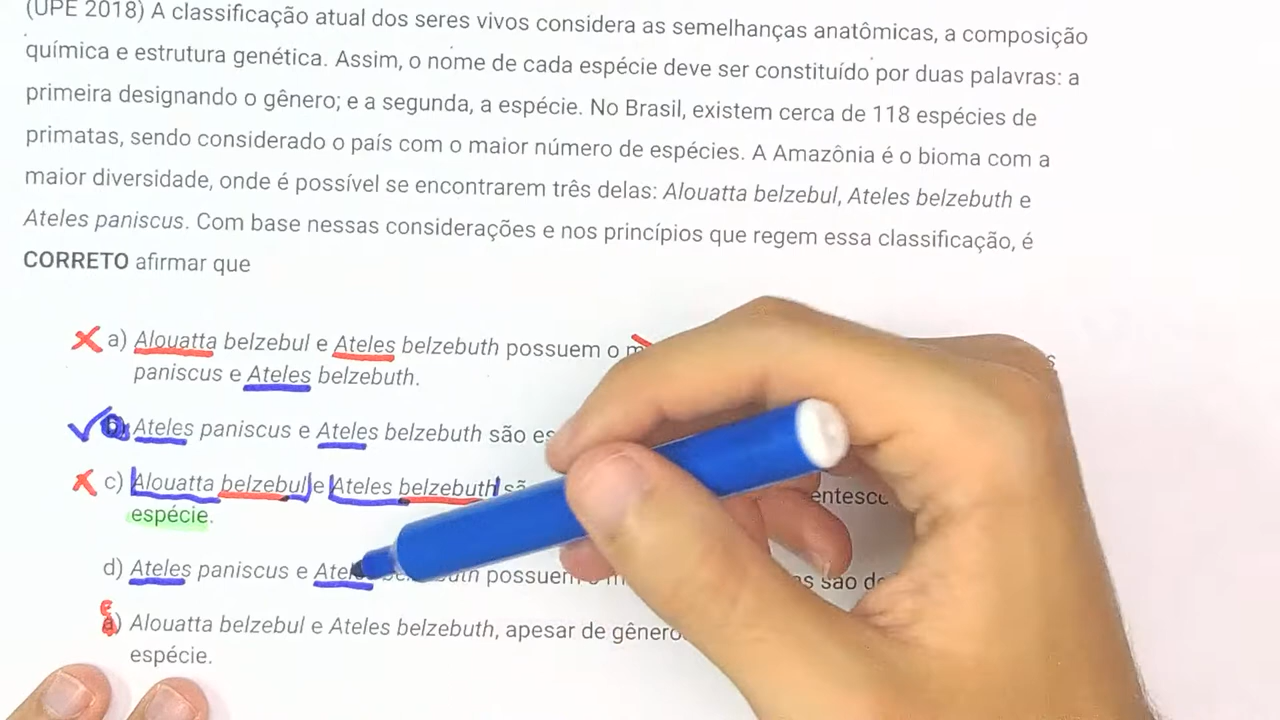 (UPE 2018) A classificação atual dos seres vivos considera as semelhanças anatômicas, a composição
química e estrutura genética. Assim, o nome de cada espécie deve ser constituído por duas palavras: a
primeira designando o gênero; e a segunda, a espécie. No Brasil, existem cerca de 118 espécies de
primatas, sendo considerado o país com o maior número de espécies. A Amazônia é o bioma com a
maior diversidade, onde é possível se encontrarem três delas: Alouatta belzebul, Ateles belzebuth e
Ateles paniscus. Com base nessas considerações e nos princípios que regem essa classificação, é
CORRETO afirmar que
a) Alouatta belzebul e Ateles belzebuth possuem o
paniscus e Ateles belzebuth.
b) Ateles paniscus e Ateles belzebuth são
c) Alouatta belzebul e Ateles belzebuth
espécie.
d) Ateles paniscus e Ateles possuem são
e) Alouatta belzebul e Ateles belzebuth, apesar de
espécie.